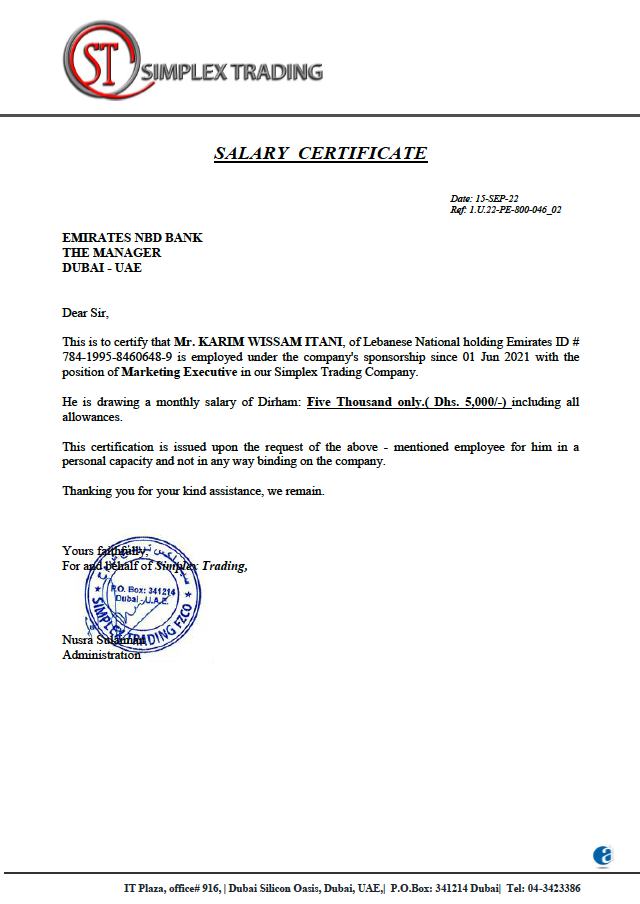 ST SIMPLEX TRADING
SALARY CERTIFICATE
Date: 15-SEP-22
Ref: 1.U.22-PE-800-046_02
EMIRATES NBD BANK
THE MANAGER
DUBAI - UAE
Dear Sir,
This is to certify that Mr. KARIM WISSAM ITANI, of Lebanese National holding Emirates ID #
784-1995-8460648-9 is employed under the company's sponsorship since 01 Jun 2021 with the
position of Marketing Executive in our Simplex Trading Company.
He is drawing a monthly salary of Dirham: Five Thousand only.( Dhs. 5,000/-) including all
allowances.
This certification is issued upon the request of the above - mentioned employee for him in a
personal capacity and not in any way binding on the company.
Thanking you for your kind assistance, we remain.
Yours faithfully,
For and behalf of Simplex Trading,
P.O. Box: 341214
Dubai - U.A.E.
SIMPLEX TRADING FZCO
Nusra Sulaiman
Administration
IT Plaza, office# 916, | Dubai Silicon Oasis, Dubai, UAE,| P.O.Box: 341214 Dubai| Tel: 04-3423386